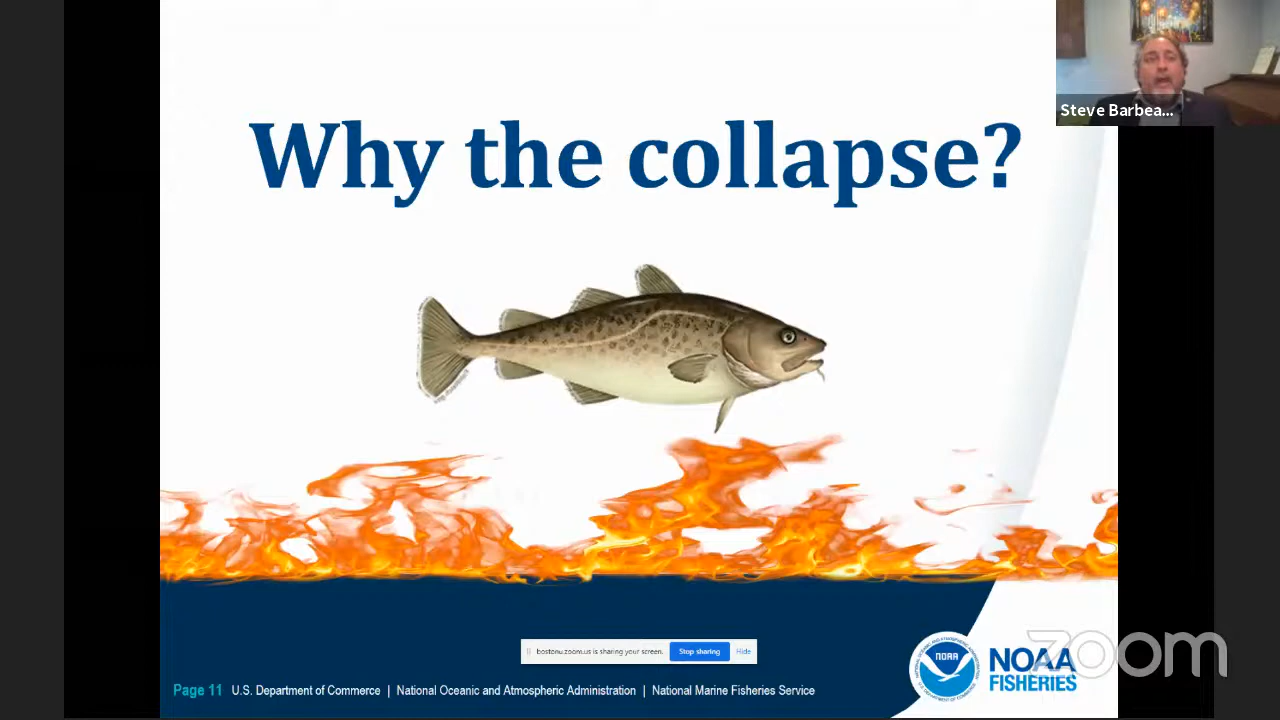 Why the collapse?
Steve Barbea...
bostonu.zoom.us is sharing your screen.
Stop sharing
Hide
Page 11 U.S. Department of Commerce | National Oceanic and Atmospheric Administration | National Marine Fisheries Service
NOAA
NOAA
FISHERIES
zoom